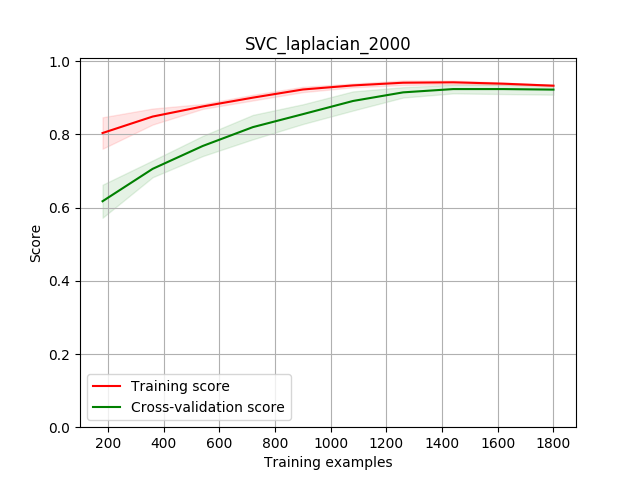 SVC_laplacian_2000
1.0
0.8
0.6
0.4
0.2
0.0
Score
Training score
Cross-validation score
200 400 600 800 1000 1200 1400 1600 1800
Training examples